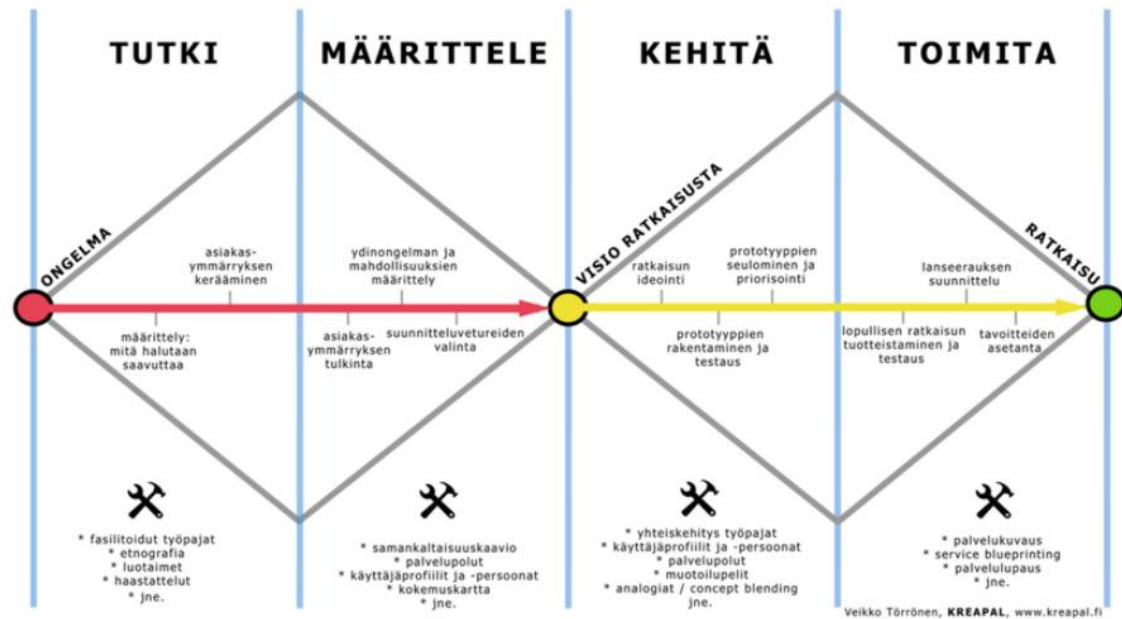 TUTKI
MÄÄRITTELE
KEHITÄ
TOIMITA
ONGELMA
asiakas-
ymmärryksen
kerääminen
määrittely:
mitä halutaan
saavuttaa
ydinongelman ja
mahdollisuuksien
määrittely
asiakas-
ymmärryksen
tulkinta
suunnitteluvetureiden
valinta
VISIO RATKAISUSTA
ratkaisun
ideointi
prototyyppien
seulominen ja
priorisointi
prototyyppien
rakentaminen ja
testaus
lanseerauksen
suunnittelu
lopullisen ratkaisun
tuotteistaminen ja
testaus
tavoitteiden
asetanta
RATKAISU
* fasilitoidut työpajat
* etnografia
* luotaimet
* haastattelut
* jne.
* samankaltaisuuskaavio
* palvelupolut
* käyttäjäprofiilit ja -persoonat
* kokemuskartta
* jne.
* yhteiskehitys työpajat
* käyttäjäprofiilit ja -persoonat
* palvelupolut
* muotoilupelit
* analogiat / concept blending
jne.
* palvelukuvaus
* service blueprinting
* palvelulupaus
* jne.
Veikko Törrönen, KREAPAL, www.kreapal.fi